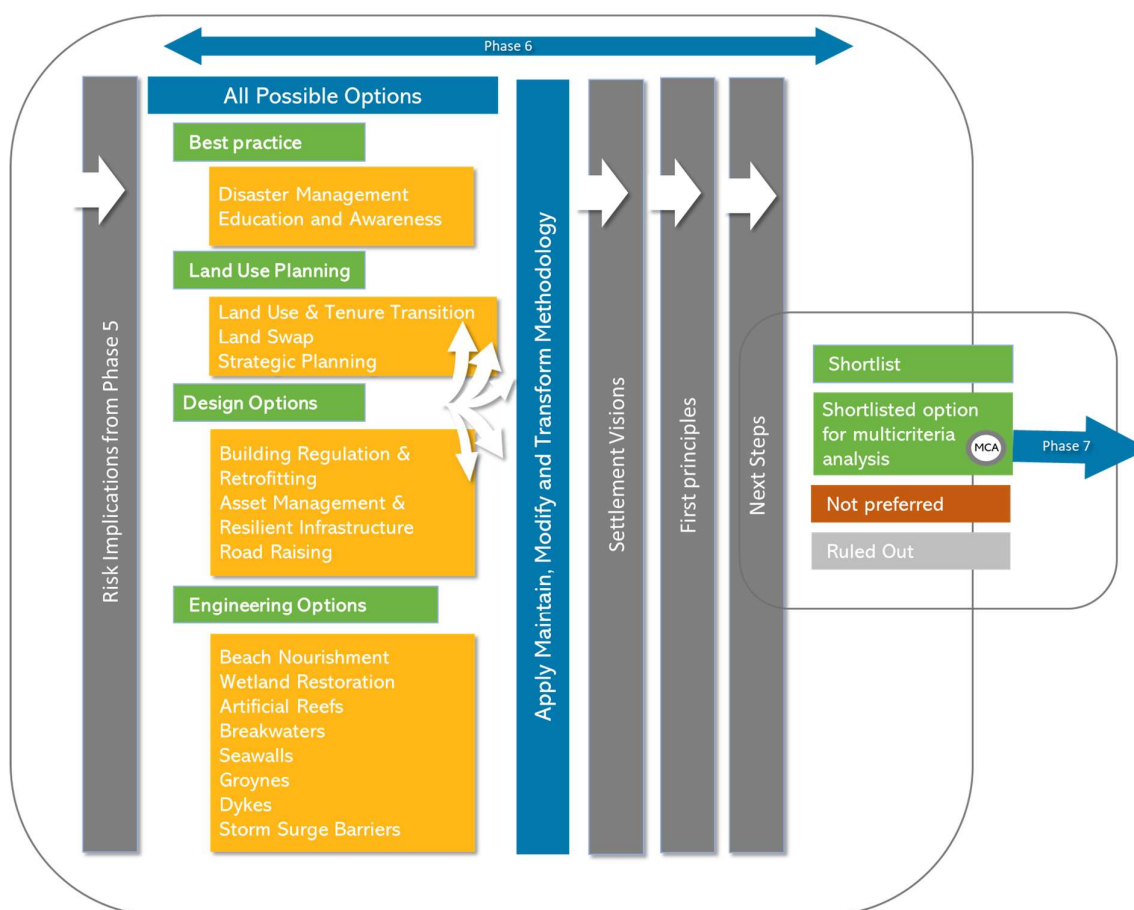 Phase 6
Risk Implications from Phase 5
All Possible Options
Best practice
Disaster Management
Education and Awareness
Land Use Planning
Land Use & Tenure Transition
Land Swap
Strategic Planning
Design Options
Building Regulation &
Retrofitting
Asset Management &
Resilient Infrastructure
Road Raising
Engineering Options
Beach Nourishment
Wetland Restoration
Artificial Reefs
Breakwaters
Seawalls
Groynes
Dykes
Storm Surge Barriers
Apply Maintain, Modify and Transform Methodology
Settlement Visions
First principles
Next Steps
Shortlist
Shortlisted option
for multicriteria
analysis
MCA
Phase 7
Not preferred
Ruled Out